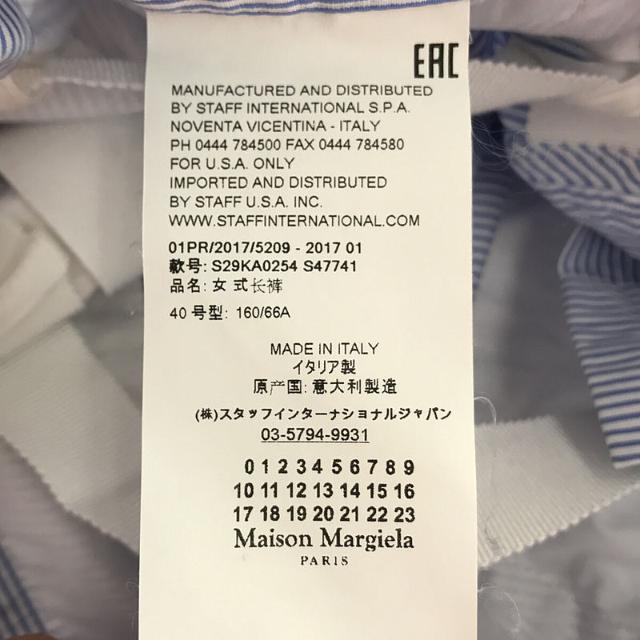 EAC
MANUFACTURED AND DISTRIBUTED
BY STAFF INTERNATIONAL S.P.A.
NOVENTA VICENTINA - ITALY
PH 0444 784500 FAX 0444 784580
FOR U.S.A. ONLY
IMPORTED AND DISTRIBUTED
BY STAFF U.S.A. INC.
WWW.STAFFINTERNATIONAL.COM
01PR/2017/5209 - 2017 01
款号: S29KA0254 S47741
品名: 女 式长裤
40 号型: 160/66A
MADE IN ITALY
イタリア製
原产国: 意大利製造
(株)スタッフインターナショナルジャパン
03-5794-9931
0 1 2 3 4 5 6 7 8 9
10 11 12 13 14 15 16
17 18 19 20 21 22 23
Maison Margiela
PARIS